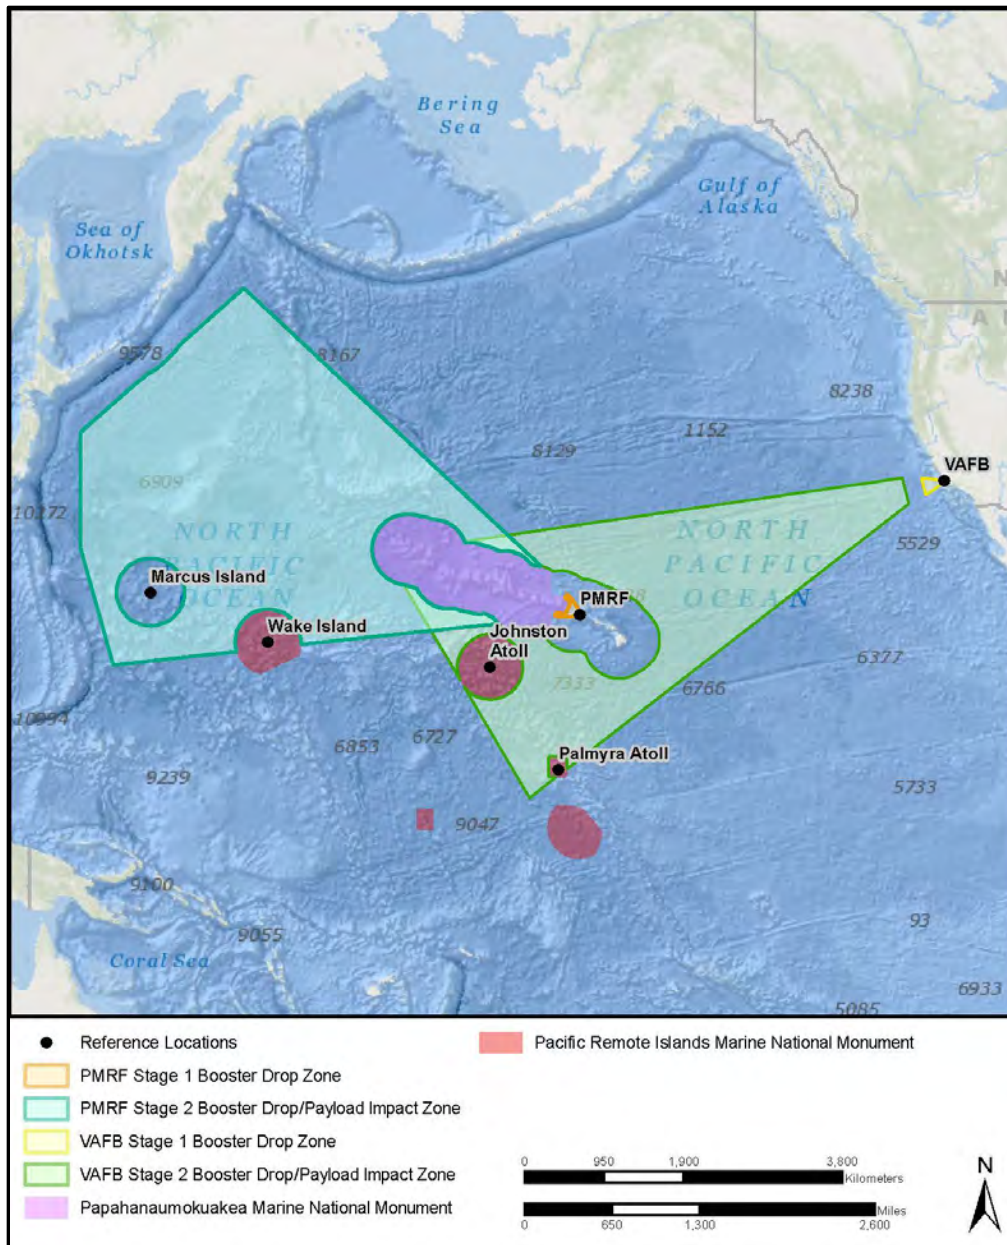 Bering
Sea
Gulf of
Alaska
Sea of
Okhotsk
N
A
9578
8167
8238
1152
8129
VAFB
6909
10272
NORTH
PACIFIC
OCEAN
NORTH
PACIFIC
OCEAN
5529
Marcus Island
PMRF
Wake Island
Johnston
Atoll
6377
7333
6766
10994
6853
6727
Palmyra Atoll
9239
5733
9047
9100
93
9055
Coral Sea
6933
5085
Reference Locations
Pacific Remote Islands Marine National Monument
PMRF Stage 1 Booster Drop Zone
PMRF Stage 2 Booster Drop/Payload Impact Zone
VAFB Stage 1 Booster Drop Zone
VAFB Stage 2 Booster Drop/Payload Impact Zone
Papahanaumokuakea Marine National Monument
0 950 1,900 3,800
Kilometers
Miles
0 650 1,300 2,600
N